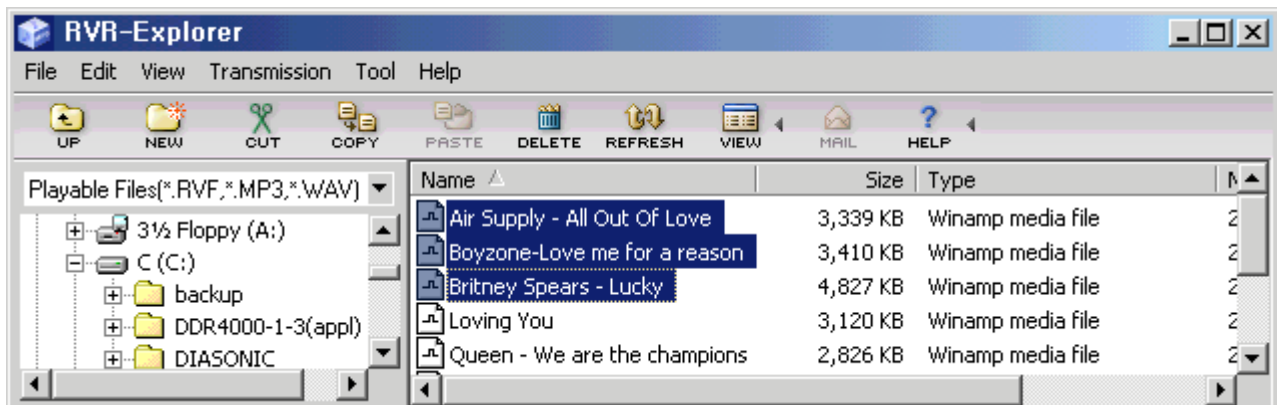 RVR-Explorer
File Edit View Transmission Tool Help
UP NEW CUT COPY PASTE DELETE REFRESH VIEW MAIL HELP
Playable Files(*.RVF,*.MP3,*.WAV)
3½ Floppy (A:)
C (C:)
backup
DDR4000-1-3(appl)
DIASONIC
Name Size Type
Air Supply - All Out Of Love 3,339 KB Winamp media file
Boyzone-Love me for a reason 3,410 KB Winamp media file
Britney Spears - Lucky 4,827 KB Winamp media file
Loving You 3,120 KB Winamp media file
Queen - We are the champions 2,826 KB Winamp media file